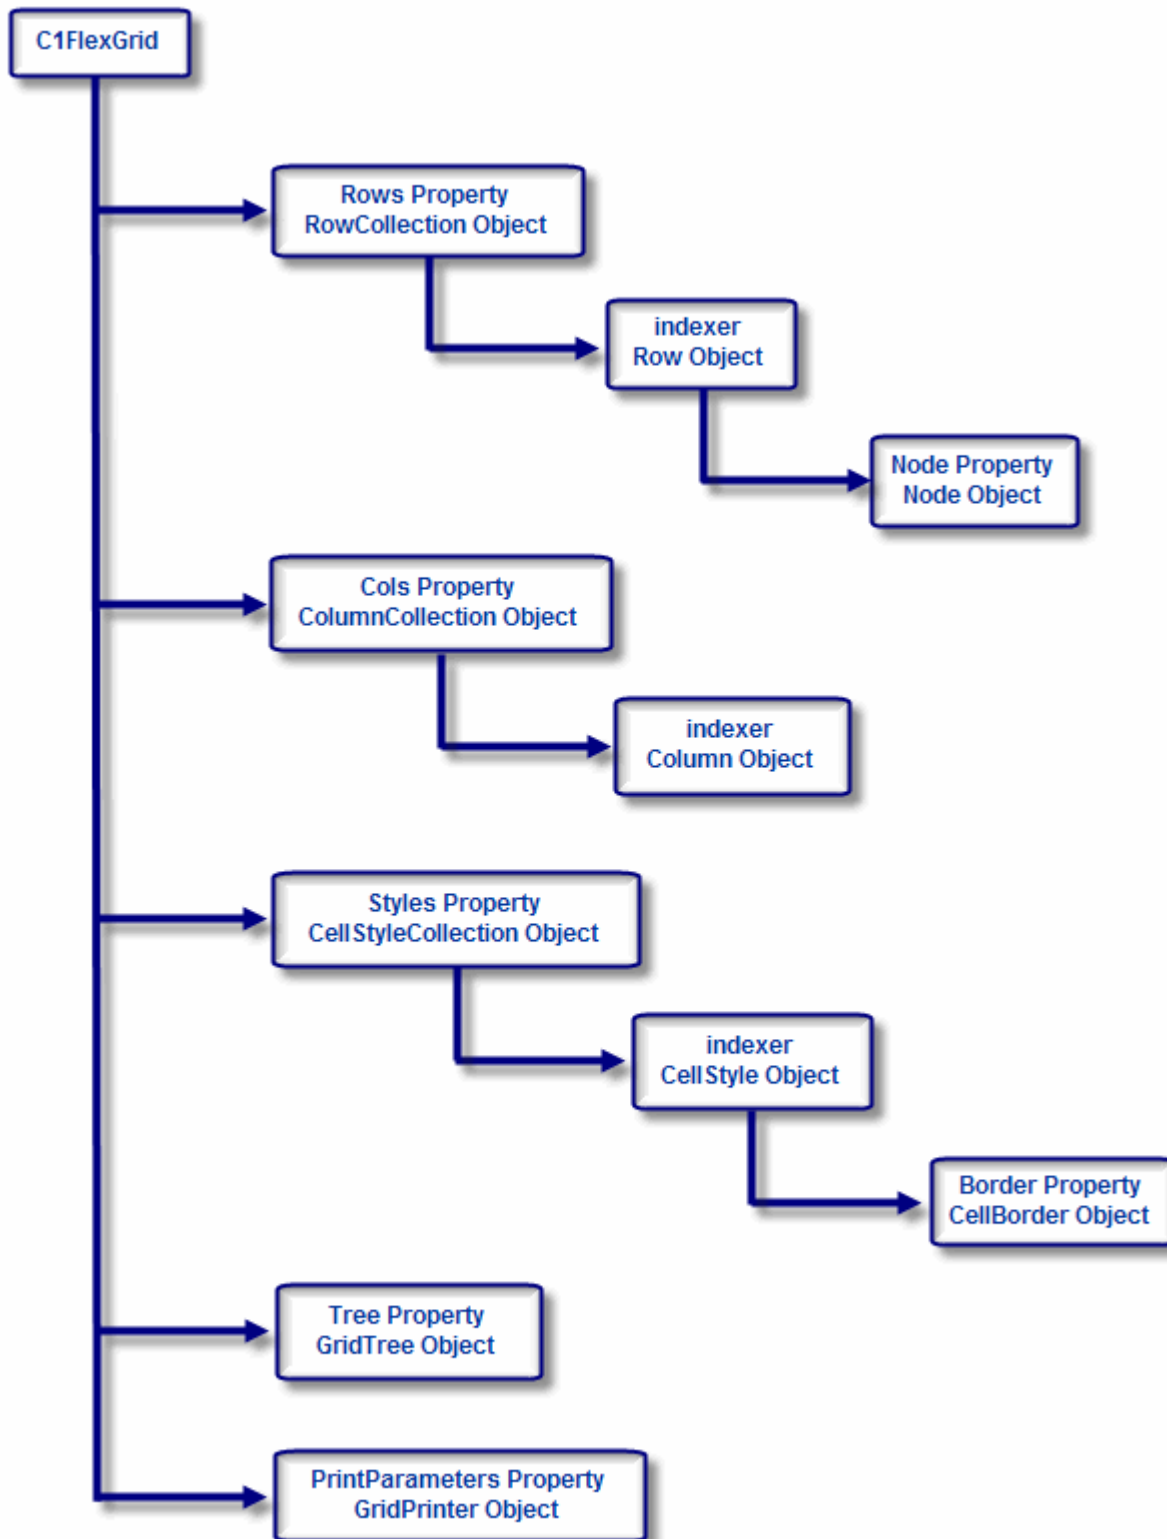 C1FlexGrid
Rows Property
RowCollection Object
indexer
Row Object
Node Property
Node Object
Cols Property
ColumnCollection Object
indexer
Column Object
Styles Property
CellStyleCollection Object
indexer
CellStyle Object
Border Property
CellBorder Object
Tree Property
GridTree Object
PrintParameters Property
GridPrinter Object